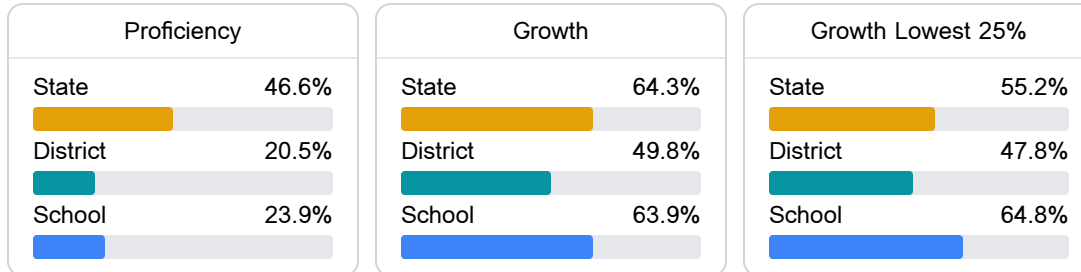 Proficiency
State 46.6%
District 20.5%
School 23.9%
Growth
State 64.3%
District 49.8%
School 63.9%
Growth Lowest 25%
State 55.2%
District 47.8%
School 64.8%